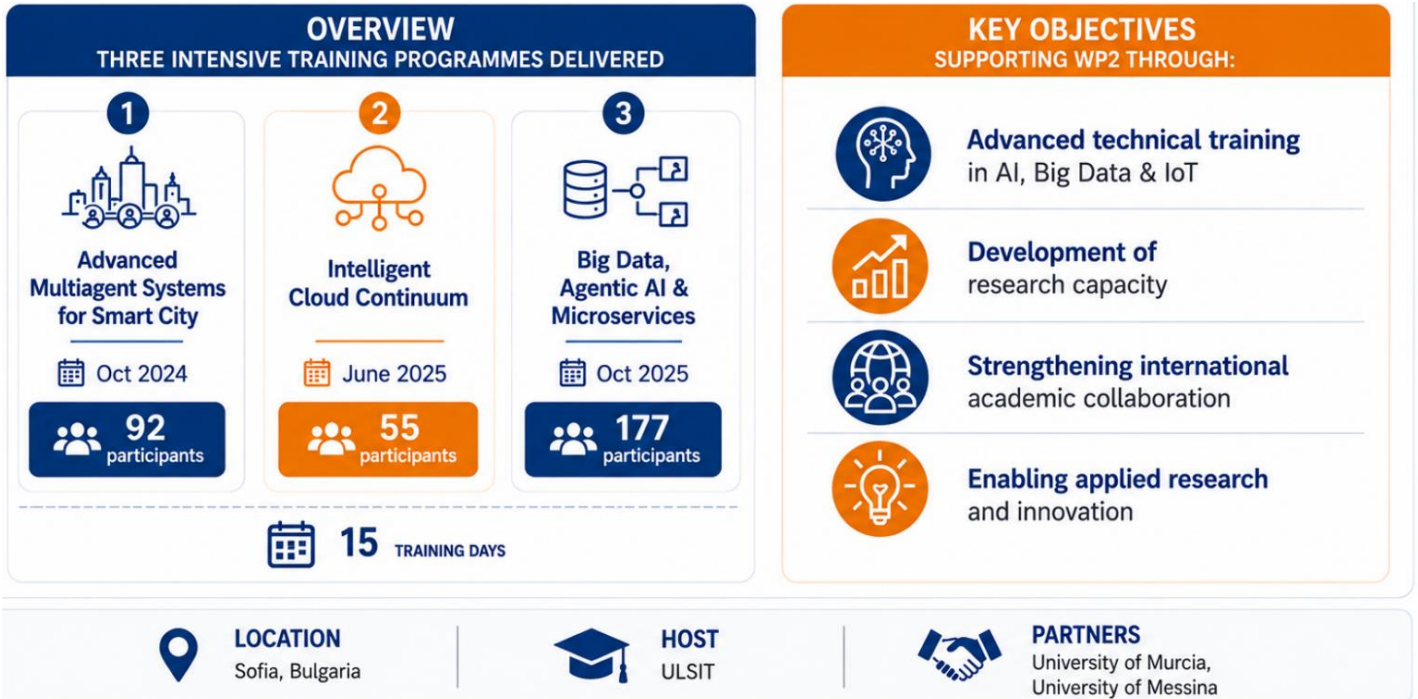 OVERVIEW
THREE INTENSIVE TRAINING PROGRAMMES DELIVERED
1
Advanced
Multiagent Systems
for Smart City
Oct 2024
92
participants
2
Intelligent
Cloud Continuum
June 2025
55
participants
3
Big Data,
Agentic AI &
Microservices
Oct 2025
177
participants
15 TRAINING DAYS
KEY OBJECTIVES
SUPPORTING WP2 THROUGH:
Advanced technical training
in AI, Big Data & IoT
Development of
research capacity
Strengthening international
academic collaboration
Enabling applied research
and innovation
LOCATION
Sofia, Bulgaria
HOST
ULSIT
PARTNERS
University of Murcia,
University of Messina